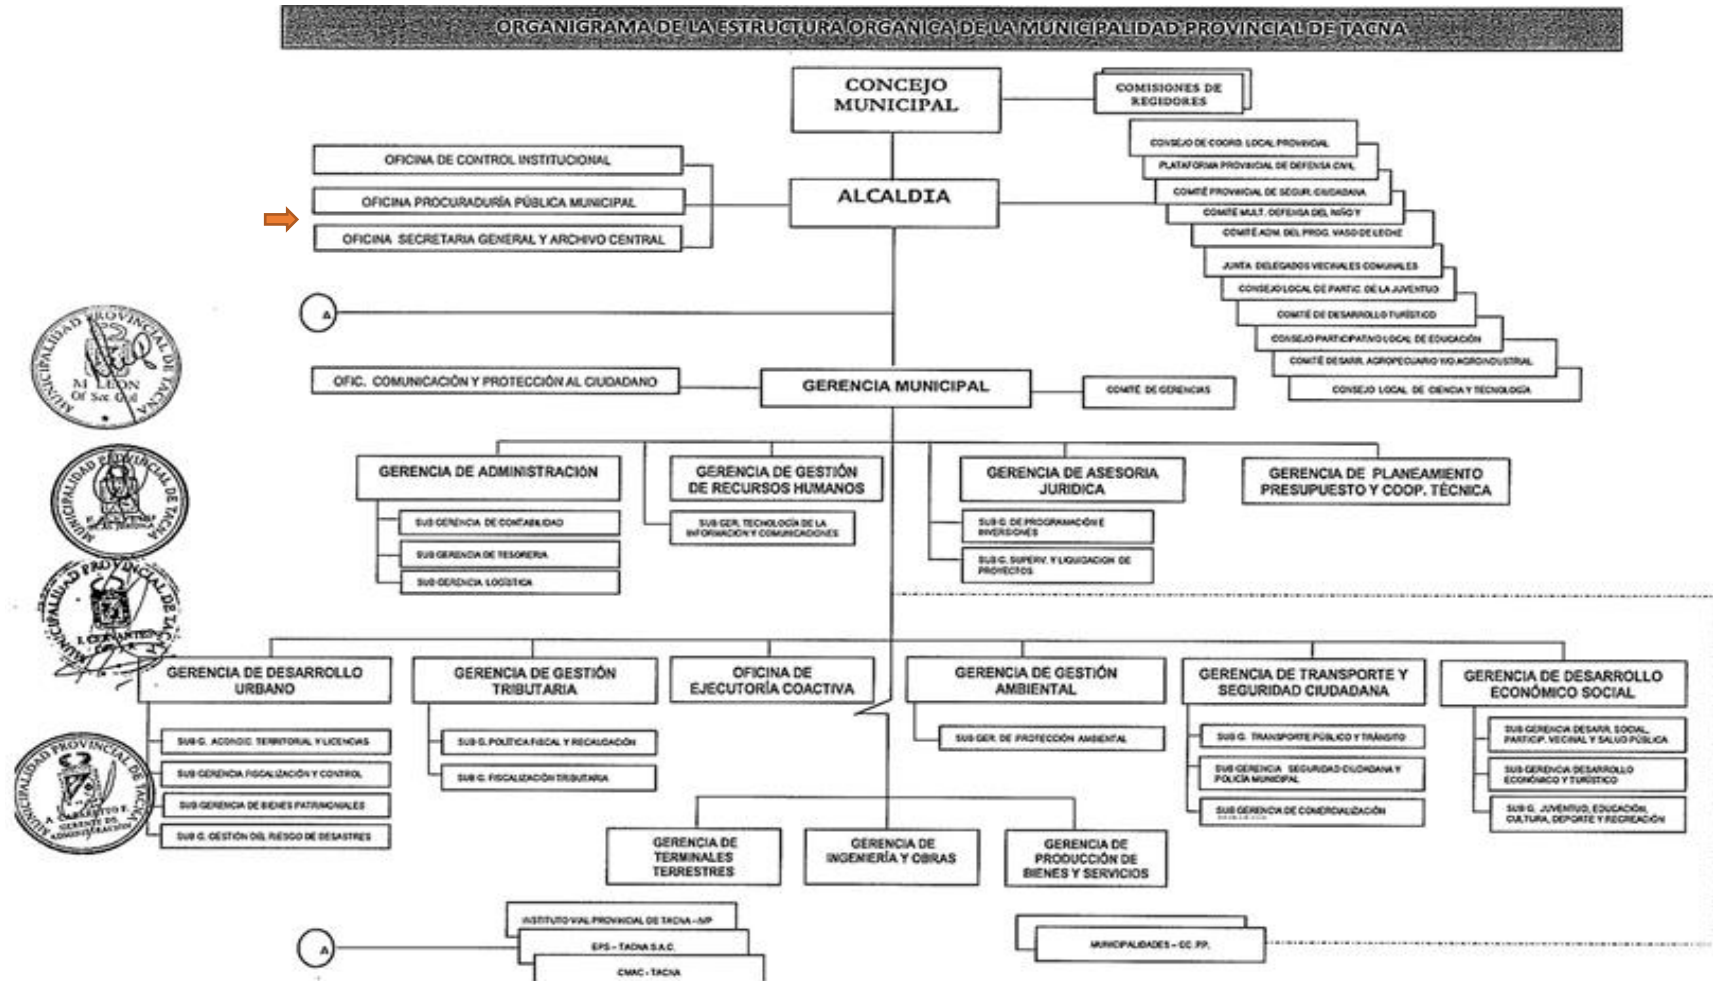 ORGANIGRAMA DE LA ESTRUCTURA ORGÁNICA DE LA MUNICIPALIDAD PROVINCIAL DE TACNA
CONCEJO
MUNICIPAL
COMISIONES DE
REGIDORES
OFICINA DE CONTROL INSTITUCIONAL
OFICINA PROCURADURÍA PÚBLICA MUNICIPAL
OFICINA SECRETARIA GENERAL Y ARCHIVO CENTRAL
ALCALDIA
CONSEJO DE COORD. LOCAL PROVINCIAL
PLATAFORMA PROVINCIAL DE DEFENSA CIVIL
COMITÉ PROVINCIAL DE SEGUR. CIUDADANA
COMITÉ MULT. DEFENSA DEL NIÑO Y
COMITÉ ADM. DEL PROG. VASO DE LECHE
JUNTA DELEGADOS VECINALES COMUNALES
CONSEJO LOCAL DE PARTIC. DE LA JUVENTUD
COMITÉ DE DESARROLLO TURÍSTICO
CONSEJO PARTICIPATIVO LOCAL DE EDUCACIÓN
COMITÉ DESARR. AGROPECUARIO Y/O AGROINDUSTRIAL
CONSEJO LOCAL DE CIENCIA Y TECNOLOGÍA
A
OFIC. COMUNICACIÓN Y PROTECCIÓN AL CIUDADANO
GERENCIA MUNICIPAL
COMITÉ DE GERENCIAS
MUNICIPALIDAD PROVINCIAL DE TACNA
M LEON
Of Sec Gral
GERENCIA DE ADMINISTRACIÓN
SUB GERENCIA DE CONTABILIDAD
SUB GERENCIA DE TESORERIA
SUB GERENCIA LOGÍSTICA
GERENCIA DE GESTIÓN
DE RECURSOS HUMANOS
SUB GER. TECNOLOGÍA DE LA
INFORMACION Y COMUNICACIONES
GERENCIA DE ASESORIA
JURIDICA
SUB G. DE PROGRAMACIÓN E
INVERSIONES
SUB G. SUPERV. Y LIQUIDACION DE
PROYECTOS
GERENCIA DE PLANEAMIENTO
PRESUPUESTO Y COOP. TÉCNICA
MUNICIPALIDAD PROVINCIAL DE TACNA
MUNICIPALIDAD PROVINCIAL DE TACNA
GERENCIA DE DESARROLLO
URBANO
SUB G. ACONDIC. TERRITORIAL Y LICENCIAS
SUB GERENCIA FISCALIZACIÓN Y CONTROL
SUB GERENCIA DE BIENES PATRIMONIALES
SUB G. GESTIÓN DEL RIESGO DE DESASTRES
GERENCIA DE GESTIÓN
TRIBUTARIA
SUB G. POLÍTICA FISCAL Y RECAUDACIÓN
SUB G. FISCALIZACIÓN TRIBUTARIA
OFICINA DE
EJECUTORÍA COACTIVA
GERENCIA DE GESTIÓN
AMBIENTAL
SUB GER. DE PROTECCIÓN AMBIENTAL
GERENCIA DE TRANSPORTE Y
SEGURIDAD CIUDADANA
SUB G. TRANSPORTE PÚBLICO Y TRÁNSITO
SUB GERENCIA SEGURIDAD CIUDADANA Y
POLICÍA MUNICIPAL
SUB GERENCIA DE COMERCIALIZACIÓN
GERENCIA DE DESARROLLO
ECONÓMICO SOCIAL
SUB GERENCIA DESARR. SOCIAL,
PARTICIP. VECINAL Y SALUD PÚBLICA
SUB GERENCIA DESARROLLO
ECONÓMICO Y TURÍSTICO
SUB G. JUVENTUD, EDUCACIÓN,
CULTURA, DEPORTE Y RECREACIÓN
MUNICIPALIDAD PROVINCIAL DE TACNA
GERENTE DE
ADMINISTRACIÓN
GERENCIA DE
TERMINALES
TERRESTRES
GERENCIA DE
INGENIERÍA Y OBRAS
GERENCIA DE
PRODUCCIÓN DE
BIENES Y SERVICIOS
A
INSTITUTO VIAL PROVINCIAL DE TACNA – IVP
EPS – TACNA S.A.C.
CMAC - TACNA
MUNICIPALIDADES – CC.PP.